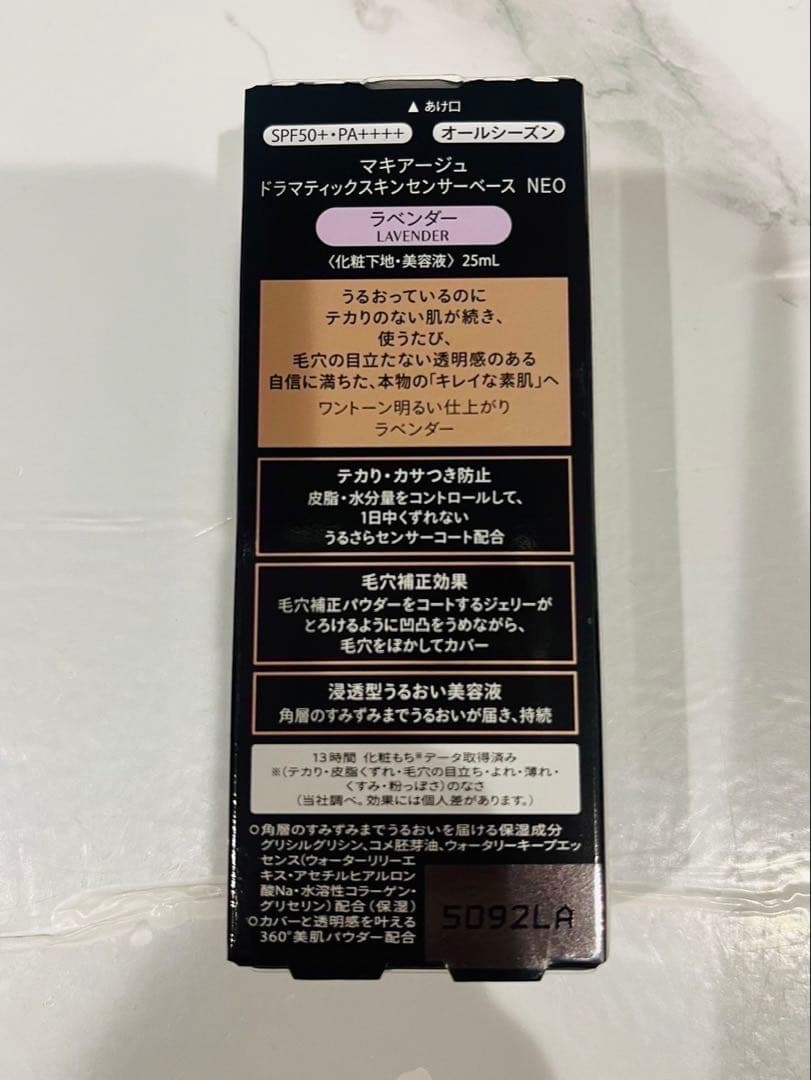 ▲ あけ口
SPF50+・PA++++ オールシーズン
マキアージュ
ドラマティックスキンセンサーベース NEO
ラベンダー
LAVENDER
〈化粧下地・美容液〉25mL
うるおっているのに
テカりのない肌が続き、
使うたび、
毛穴の目立たない透明感のある
自信に満ちた、本物の「キレイな素肌」へ
ワントーン明るい仕上がり
ラベンダー
テカり・カサつき防止
皮脂・水分量をコントロールして、
1日中くずれない
うるさらセンサーコート配合
毛穴補正効果
毛穴補正パウダーをコートするジェリーが
とろけるように凹凸をうめながら、
毛穴をぼかしてカバー
浸透型うるおい美容液
角層のすみずみまでうるおいが届き、持続
13時間 化粧もち※データ取得済み
※(テカり・皮脂くずれ・毛穴の目立ち・よれ・薄れ・
くすみ・粉っぽさ)のなさ
(当社調べ。効果には個人差があります。)
○角層のすみずみまでうるおいを届ける保湿成分
グリシルグリシン、コメ胚芽油、ウォータリーキープエッ
センス(ウォーターリリーエ
キス・アセチルヒアルロン
酸Na・水溶性コラーゲン・
グリセリン)配合(保湿)
○カバーと透明感を叶える
360°美肌パウダー配合
5092LA